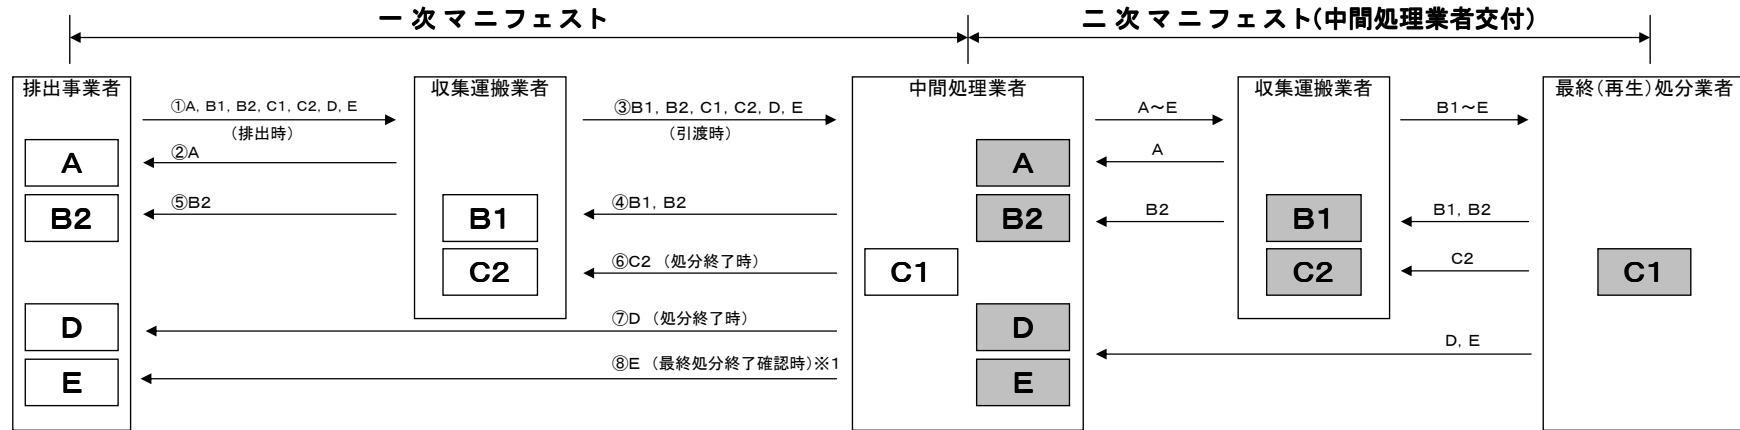 一次マニフェスト
二次マニフェスト(中間処理業者交付)
排出事業者
収集運搬業者
中間処理業者
収集運搬業者
最終(再生)処分業者
①A, B1, B2, C1, C2, D, E
(排出時)
③B1, B2, C1, C2, D, E
(引渡時)
A～E
B1～E
A
②A
A
A
B2
⑤B2
B1
④B1, B2
B2
B2
B1
B1, B2
C2
⑥C2 (処分終了時)
C1
C2
C2
C1
D
⑦D (処分終了時)
D
D, E
E
⑧E (最終処分終了確認時)※1
E